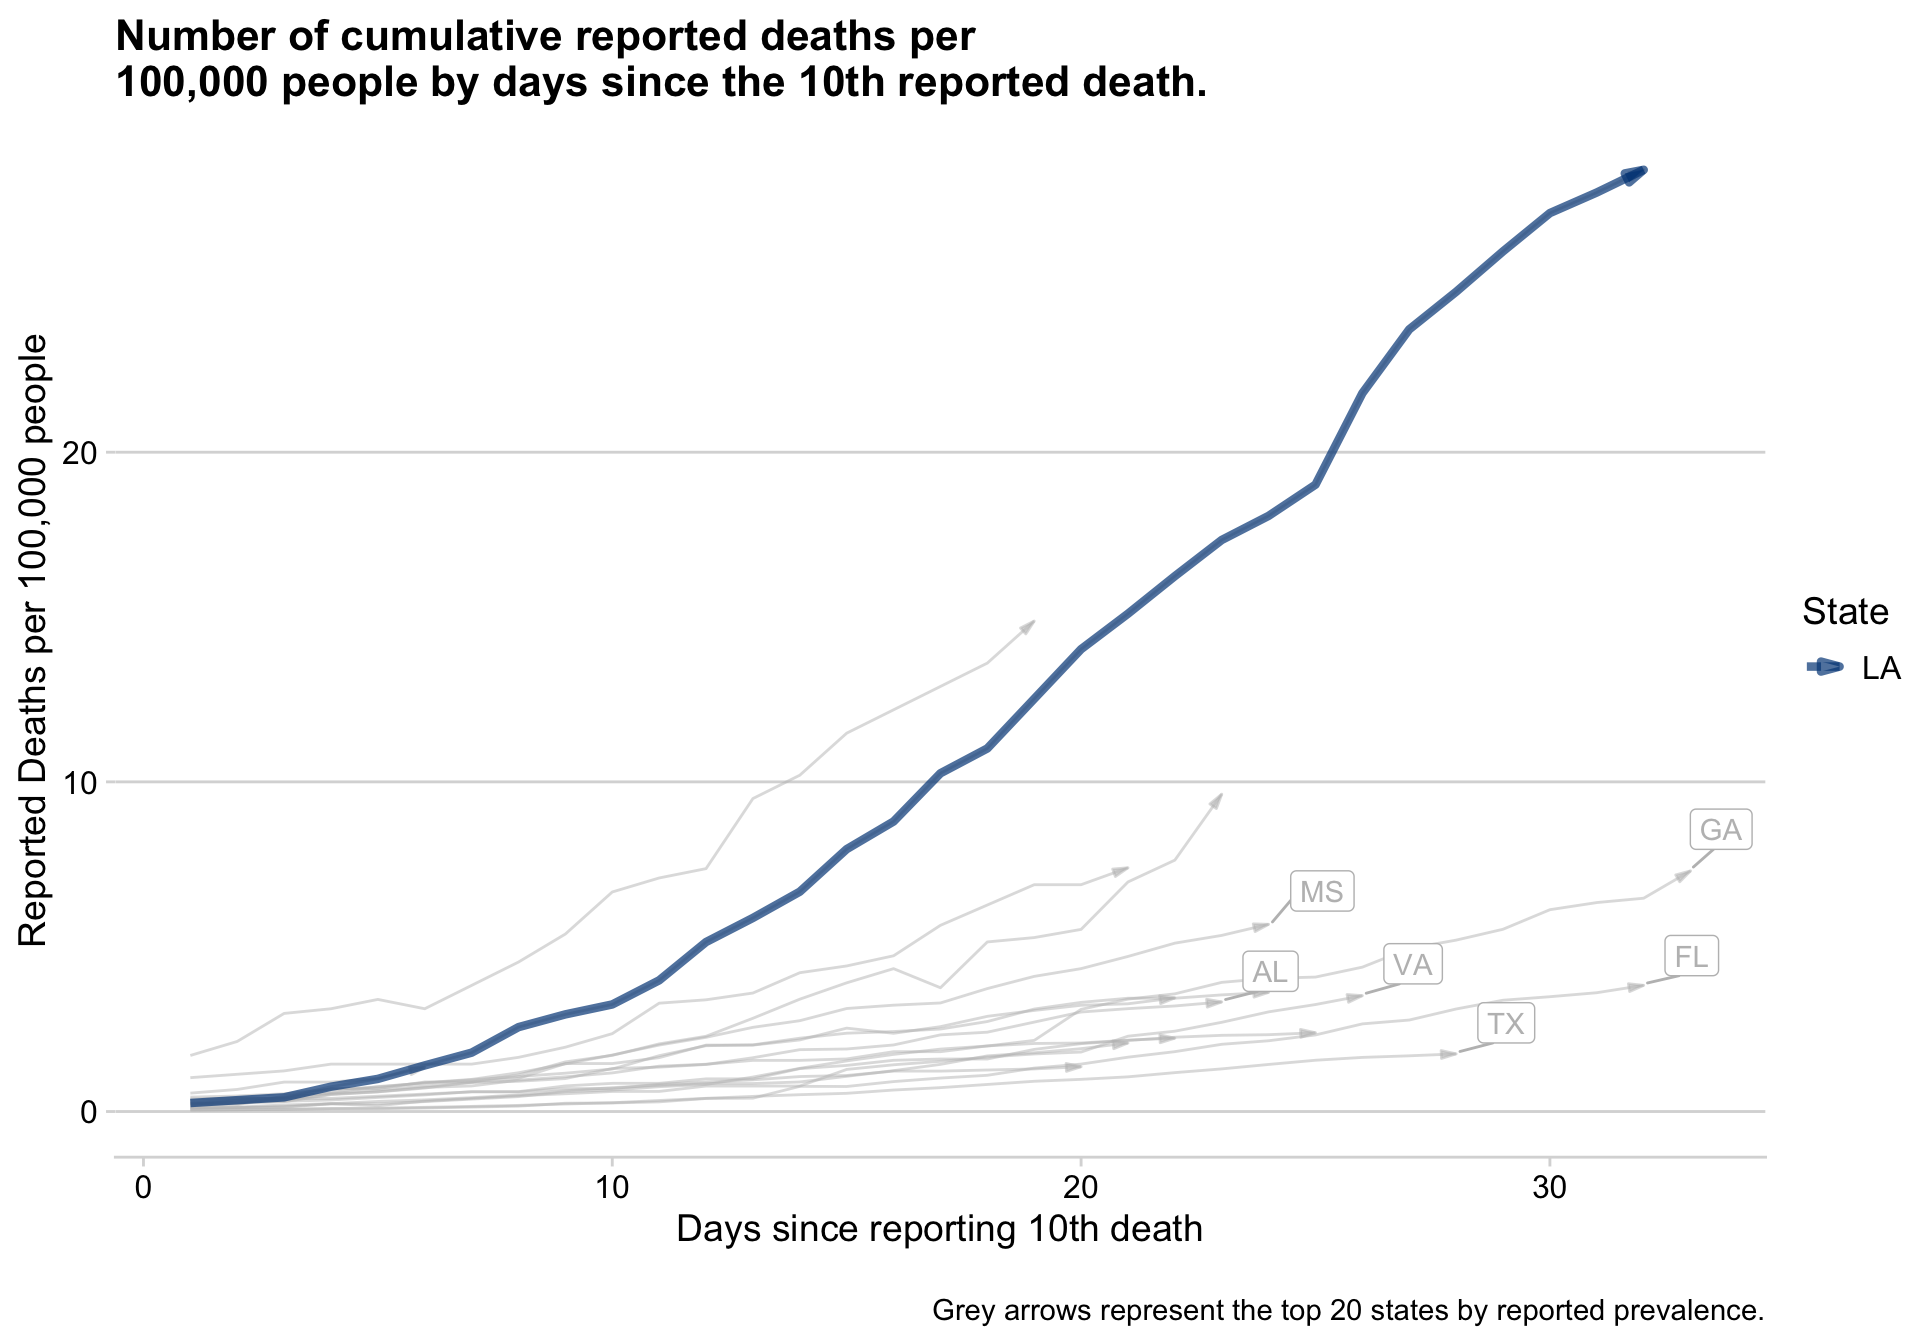 Number of cumulative reported deaths per
100,000 people by days since the 10th reported death.
Reported Deaths per 100,000 people
20
10
0
GA
MS
FL
VA
AL
TX
State
LA
0
10
20
30
Days since reporting 10th death
Grey arrows represent the top 20 states by reported prevalence.